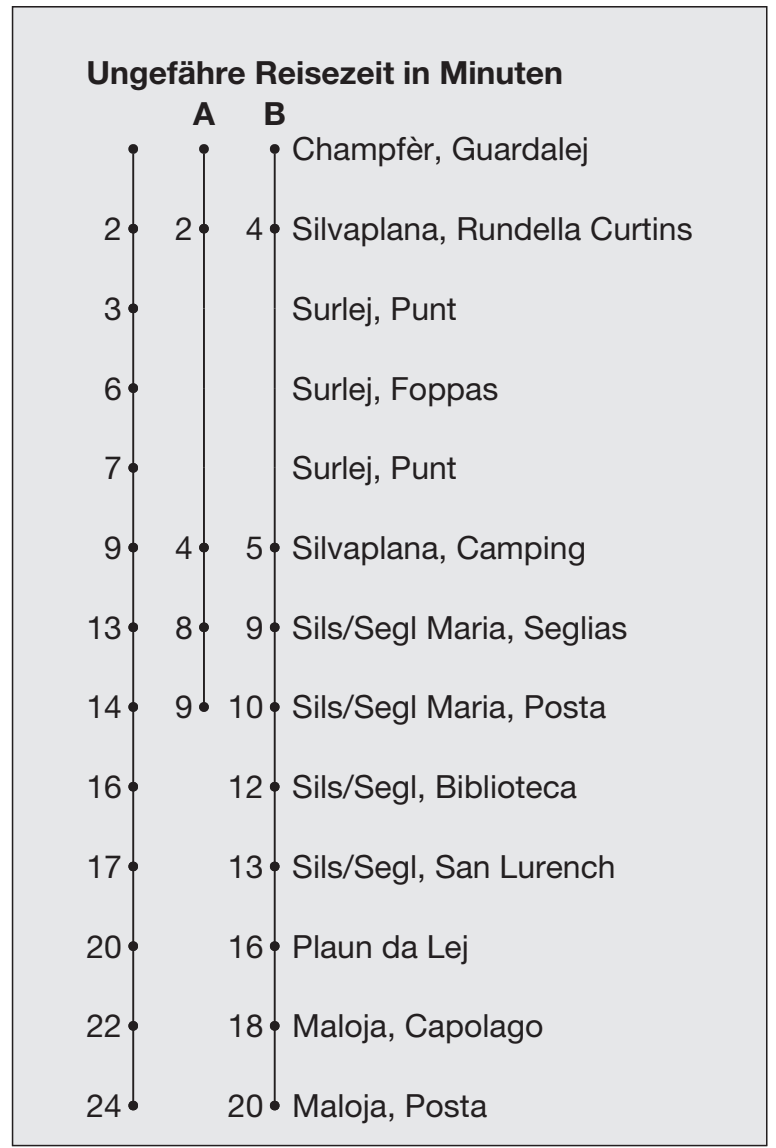 Ungefähre Reisezeit in Minuten
A B
Champfèr, Guardalej
2 2 4 Silvaplana, Rundella Curtins
3 Surlej, Punt
6 Surlej, Foppas
7 Surlej, Punt
9 4 5 Silvaplana, Camping
13 8 9 Sils/Segl Maria, Seglias
14 9 10 Sils/Segl Maria, Posta
16 12 Sils/Segl, Biblioteca
17 13 Sils/Segl, San Lurench
20 16 Plaun da Lej
22 18 Maloja, Capolago
24 20 Maloja, Posta